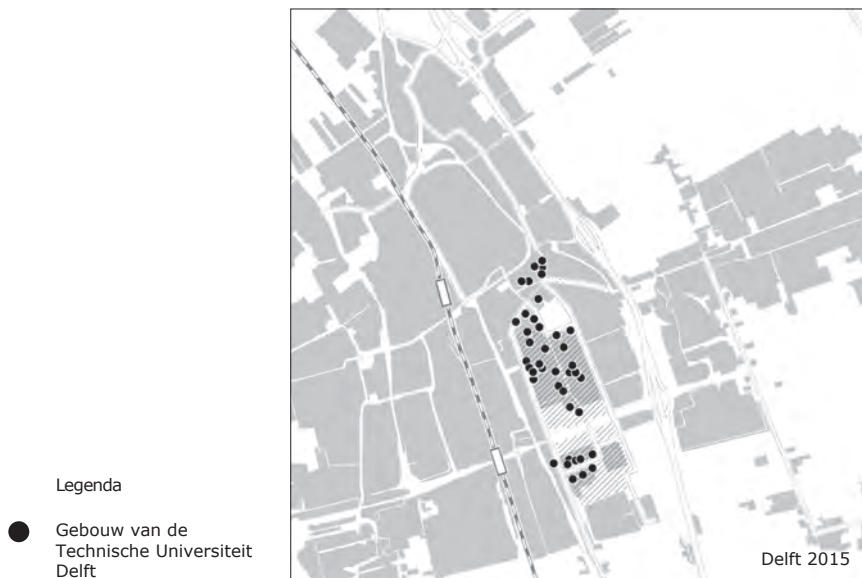 Legenda
Gebouw van de
Technische Universiteit
Delft
Delft 2015